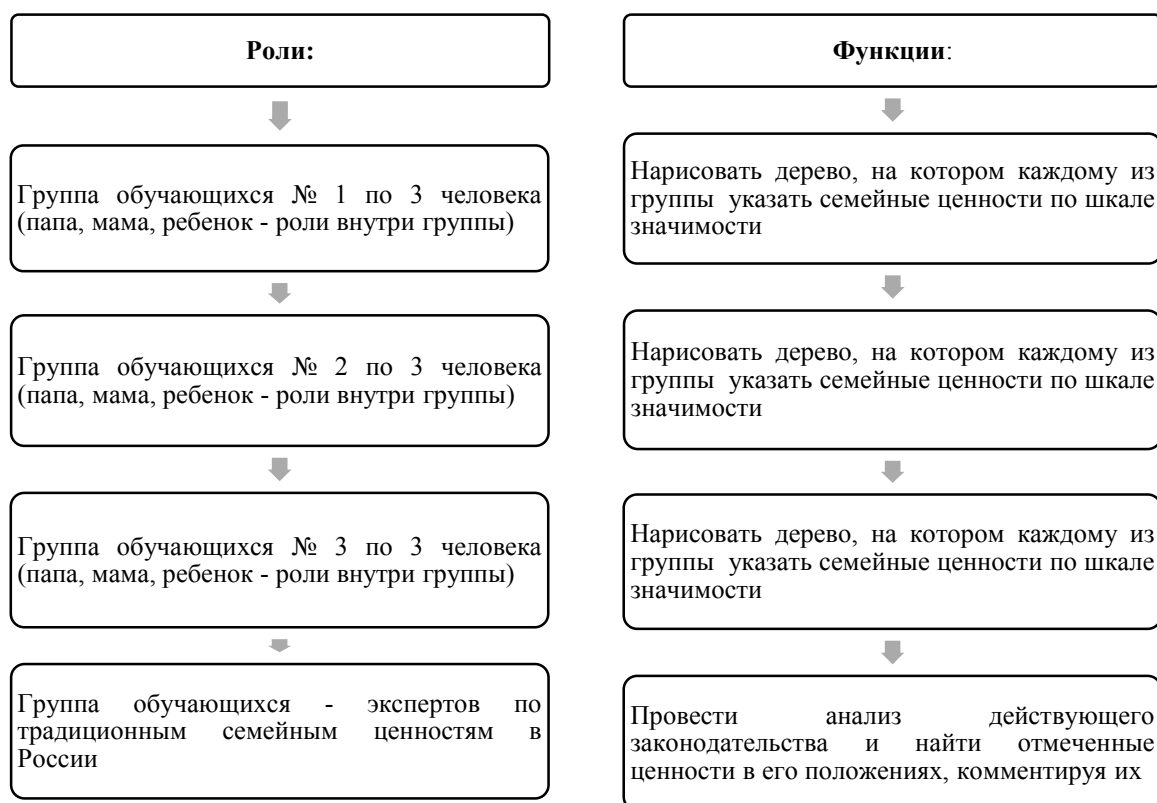 Роли:
Группа обучающихся № 1 по 3 человека
(папа, мама, ребенок - роли внутри группы)
Группа обучающихся № 2 по 3 человека
(папа, мама, ребенок - роли внутри группы)
Группа обучающихся № 3 по 3 человека
(папа, мама, ребенок - роли внутри группы)
Группа обучающихся - экспертов по
традиционным семейным ценностям в
России
Функции:
Нарисовать дерево, на котором каждому из
группы указать семейные ценности по шкале
значимости
Нарисовать дерево, на котором каждому из
группы указать семейные ценности по шкале
значимости
Нарисовать дерево, на котором каждому из
группы указать семейные ценности по шкале
значимости
Провести анализ действующего
законодательства и найти отмеченные
ценности в его положениях, комментируя их